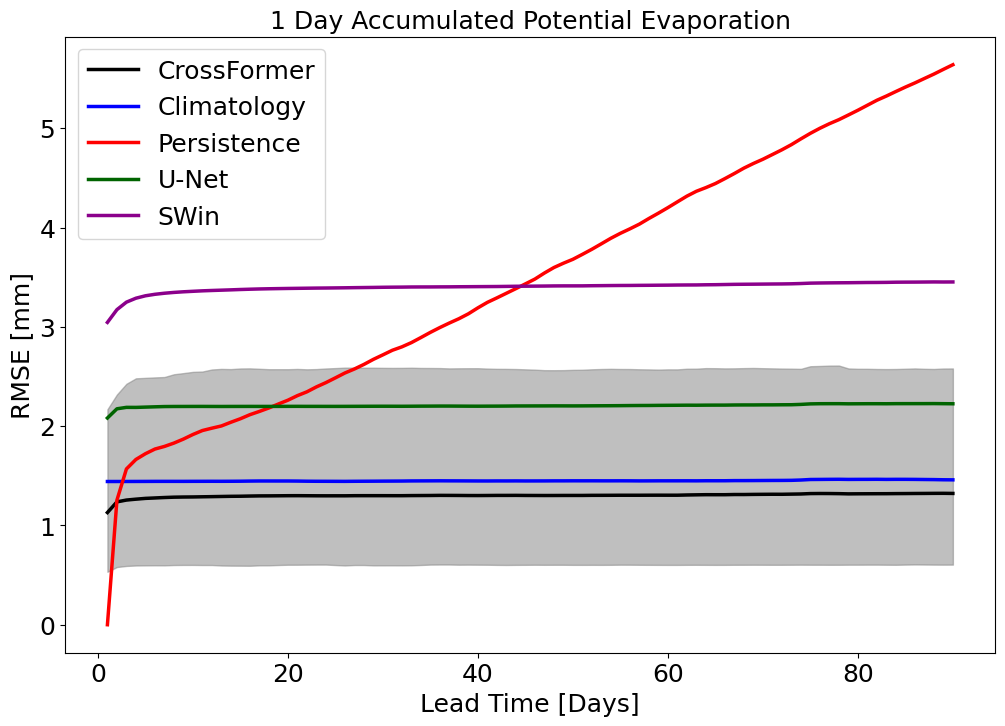 1 Day Accumulated Potential Evaporation
CrossFormer
Climatology
Persistence
U-Net
SWin
RMSE [mm]
5
4
3
2
1
0
0 20 40 60 80
Lead Time [Days]